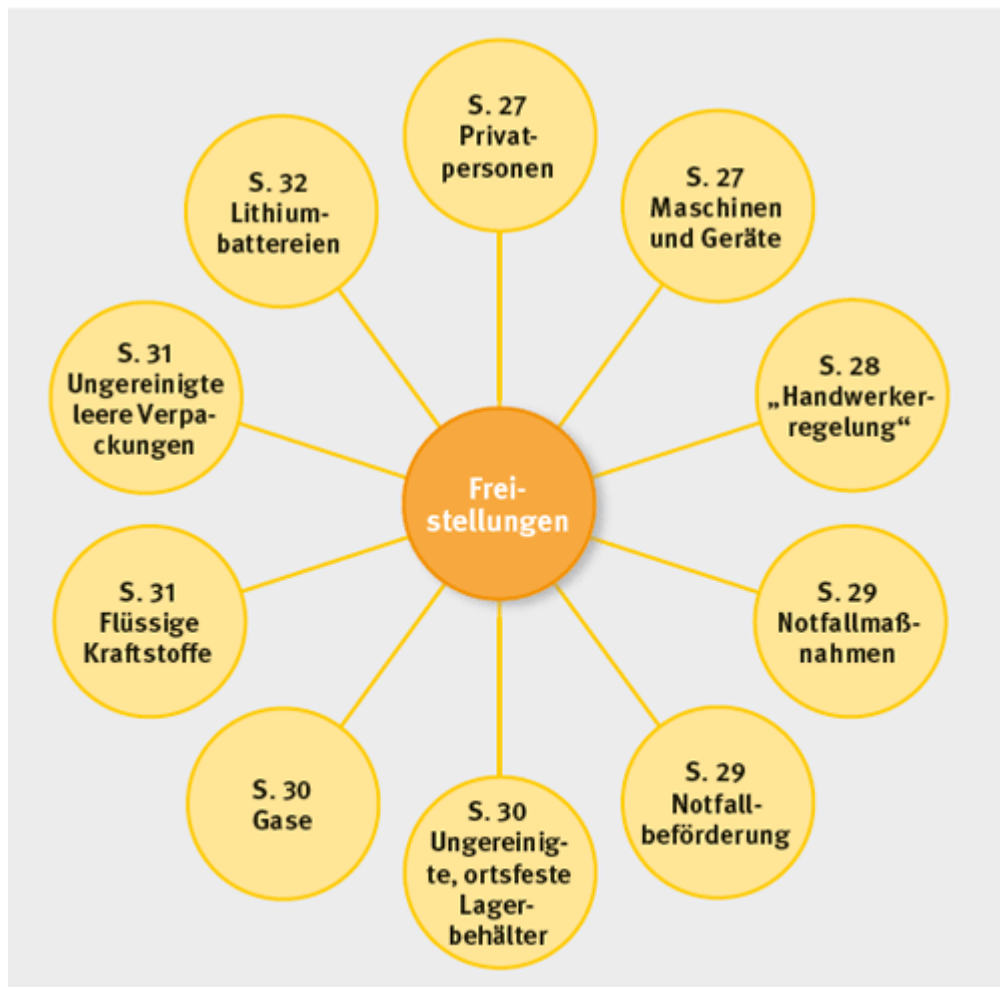 S. 27
Privat-
personen
S. 27
Maschinen
und Geräte
S. 28
„Handwerker-
regelung“
S. 29
Notfallmaß-
nahmen
S. 29
Notfall-
beförderung
S. 30
Ungereinig-
te, ortsfeste
Lager-
behälter
S. 30
Gase
S. 31
Flüssige
Kraftstoffe
S. 31
Ungereinigte
leere Verpa-
ckungen
S. 32
Lithium-
battereien
Frei-
stellungen